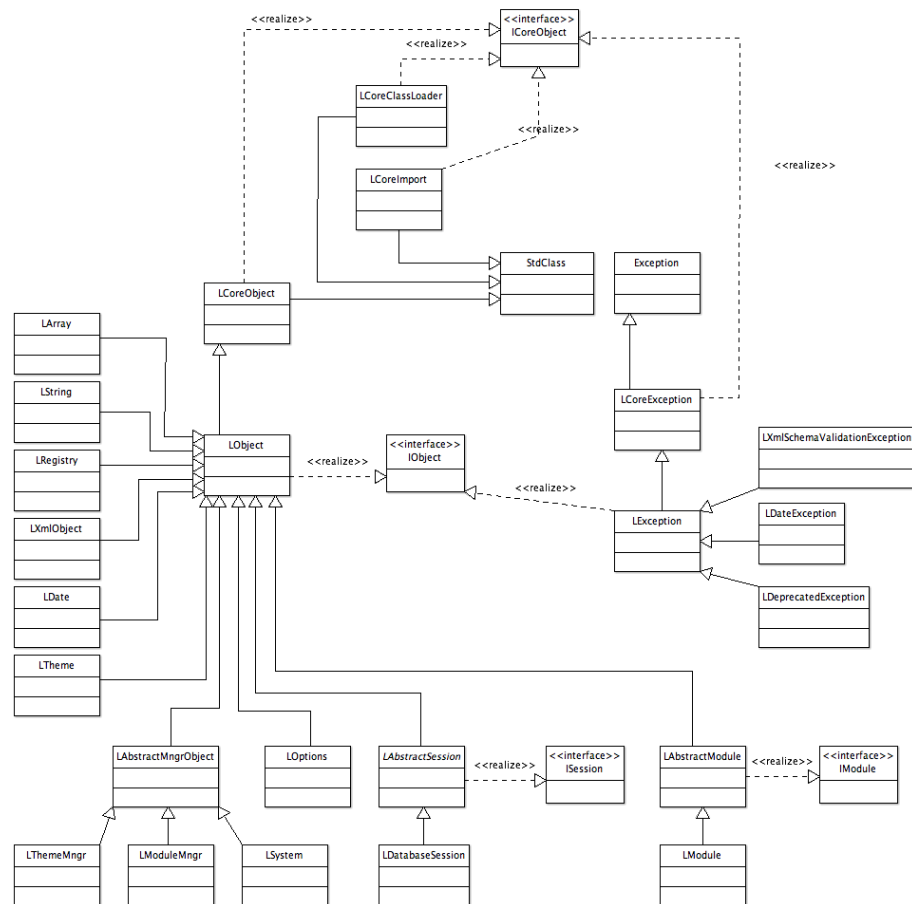 <<interface>>
ICoreObject
<<realize>>
<<realize>>
LCoreClassLoader
<<realize>>
<<realize>>
LCoreImport
StdClass
Exception
LCoreObject
LArray
LString
LCoreException
LObject
<<interface>>
IObject
<<realize>>
LXmlSchemaValidationException
LRegistry
<<realize>>
LException
LDateException
LXmlObject
LDate
LDeprecatedException
LTheme
LAbstractMngrObject
LOptions
LAbstractSession
<<realize>>
<<interface>>
ISession
LAbstractModule
<<realize>>
<<interface>>
IModule
LThemeMngr
LModuleMngr
LSystem
LDatabaseSession
LModule